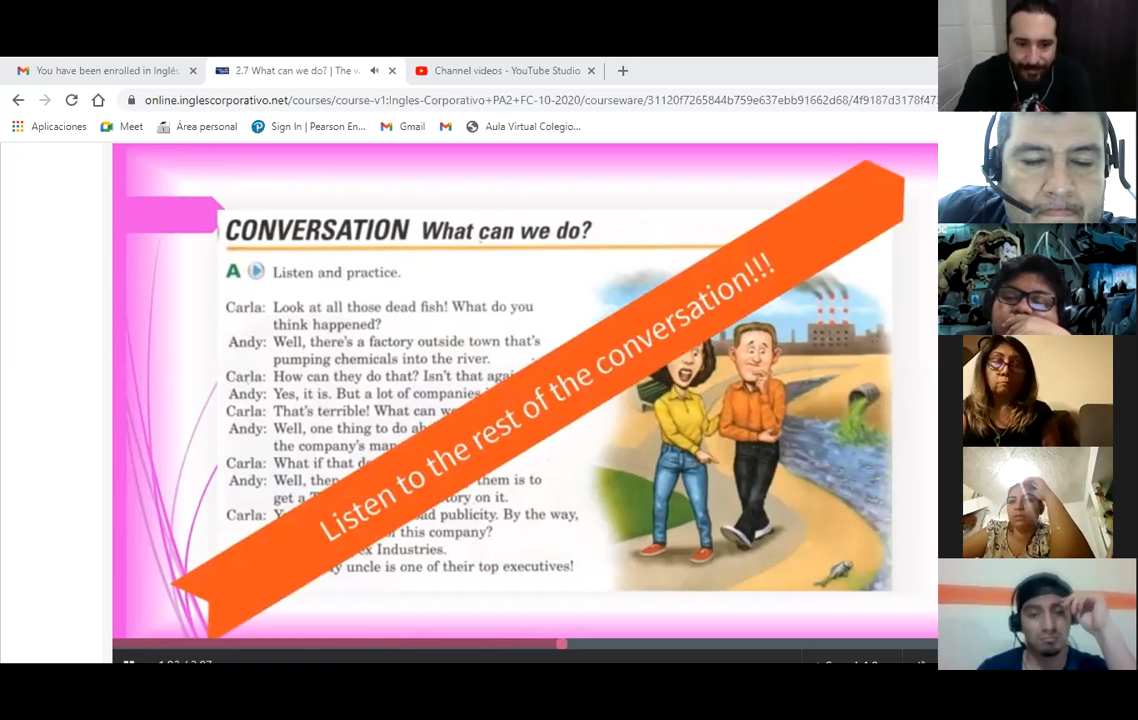 You have been enrolled in Inglés
2.7 What can we do? | The w
Channel videos - YouTube Studio
online.inglescorporativo.net/courses/course-v1:Ingles-Corporativo+PA2+FC-10-2020/courseware/31120f7265844b759e637ebb91662d68/4f9187d3178f47
Aplicaciones
Meet
Área personal
Sign In | Pearson En...
Gmail
Aula Virtual Colegio...
CONVERSATION What can we do?
A Listen and practice.
Carla: Look at all those dead fish! What do you
think happened?
Andy: Well, there's a factory outside town that's
pumping chemicals into the river.
Carla: How can they do that? Isn't that
Andy: Yes, it is. But a lot of companies
Carla: That's terrible! What can
Andy: Well, one thing to do
the company's
Carla: What if that
Andy: Well, them is to
get a on it.
Carla: publicity. By the way,
this company?
Industries.
uncle is one of their top executives!
Listen to the rest of the conversation!!!